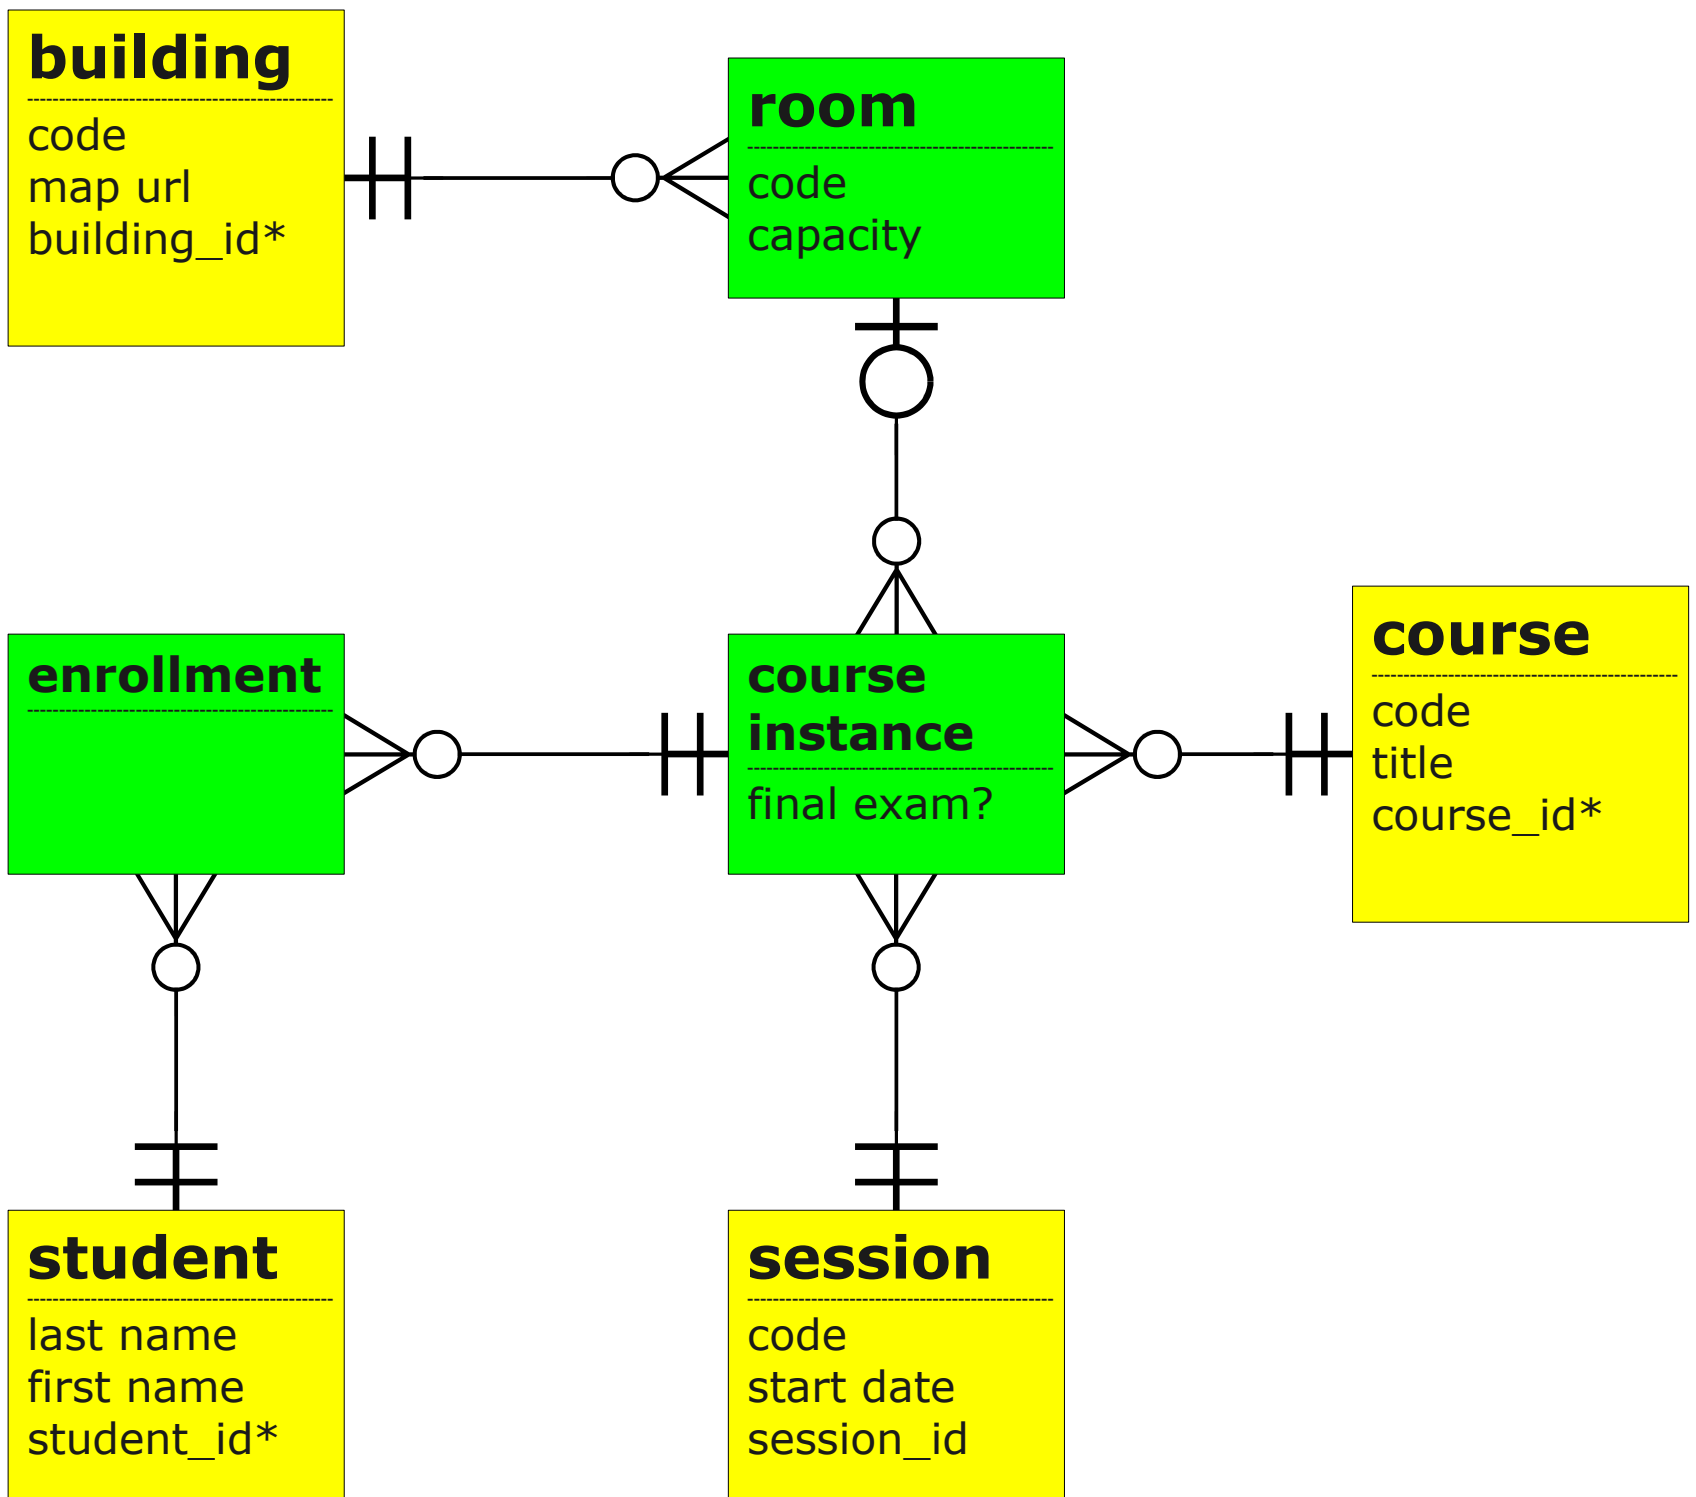 building
code
map url
building_id*
room
code
capacity
enrollment
course
instance
final exam?
course
code
title
course_id*
student
last name
first name
student_id*
session
code
start date
session_id